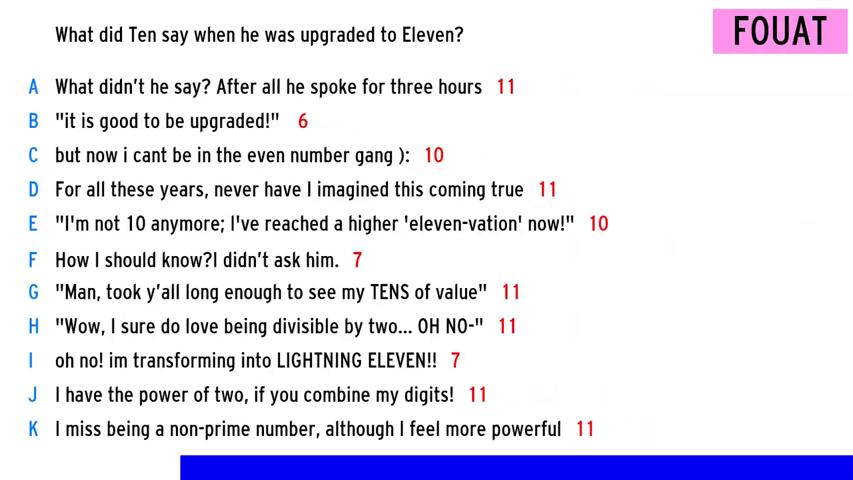 What did Ten say when he was upgraded to Eleven?
FOUAT
A What didn't he say? After all he spoke for three hours 11
B "it is good to be upgraded!" 6
C but now i cant be in the even number gang ): 10
D For all these years, never have I imagined this coming true 11
E "I'm not 10 anymore; I've reached a higher 'eleven-vation' now!" 10
F How I should know?I didn't ask him. 7
G "Man, took y'all long enough to see my TENS of value" 11
H "Wow, I sure do love being divisible by two... OH NO-" 11
I oh no! im transforming into LIGHTNING ELEVEN!! 7
J I have the power of two, if you combine my digits! 11
K I miss being a non-prime number, although I feel more powerful 11